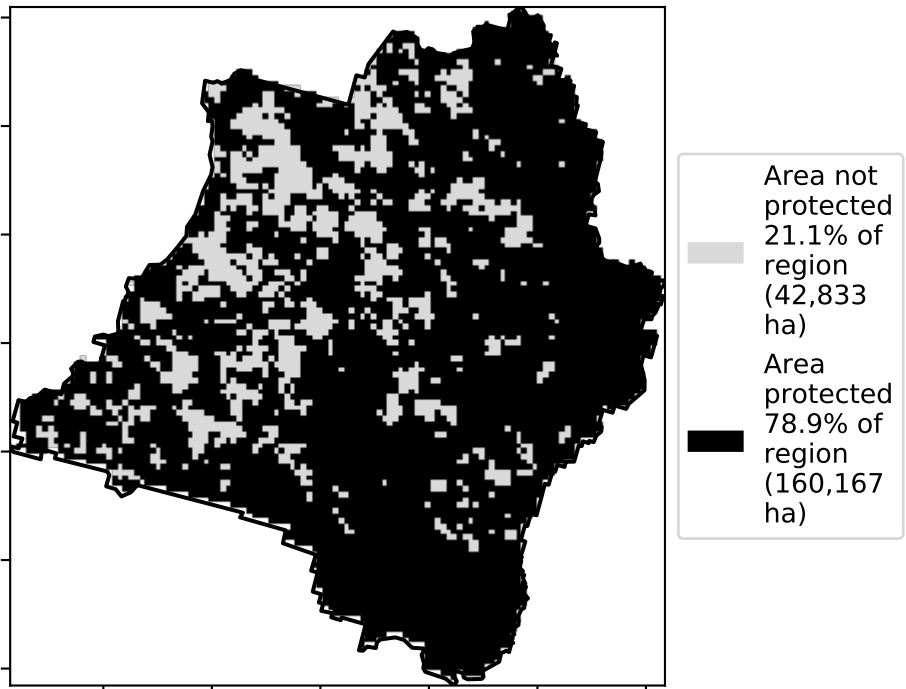 Area not
protected
21.1% of
region
(42,833
ha)
Area
protected
78.9% of
region
(160,167
ha)